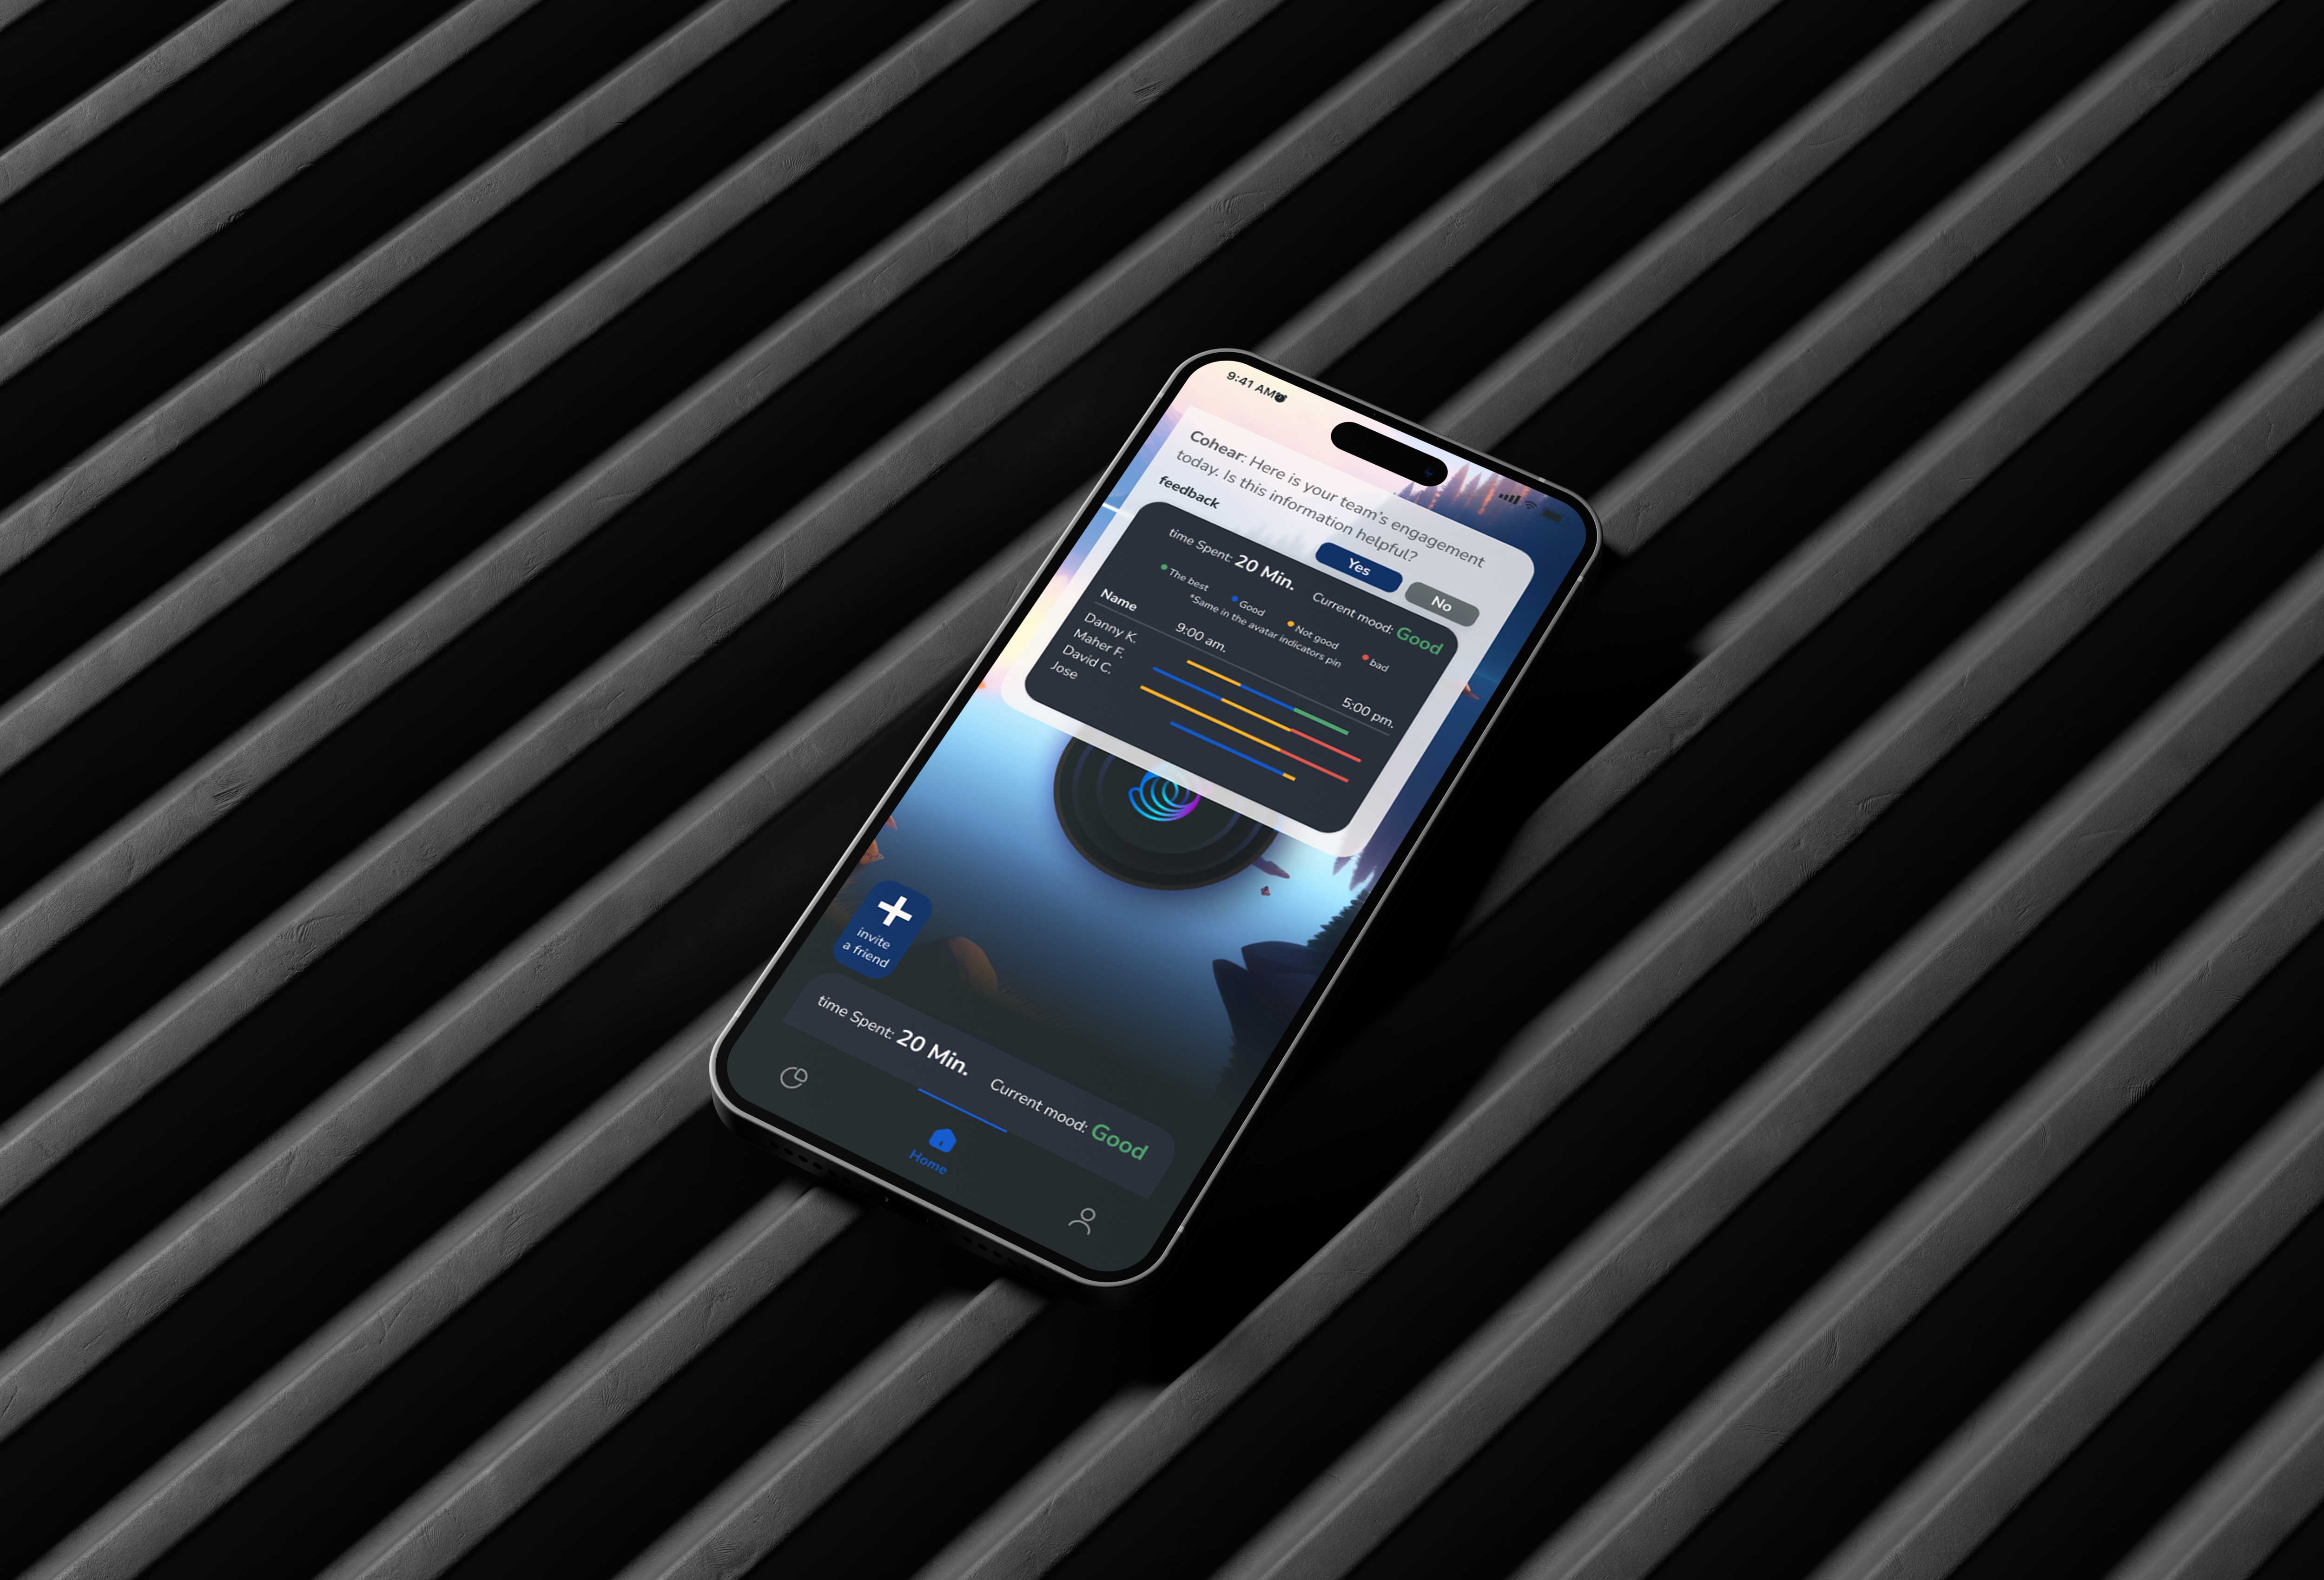 9:41 AM
Cohear: Here is your team's engagement
today. Is this information helpful?
feedback
Yes
No
time Spent: 20 Min.
Current mood: Good
The best
Good
Not good
bad
*Same in the avatar indicators pin
Name
9:00 am.
5:00 pm.
Danny K.
Maher F.
David C.
Jose
invite
a friend
time Spent: 20 Min.
Current mood: Good
Home